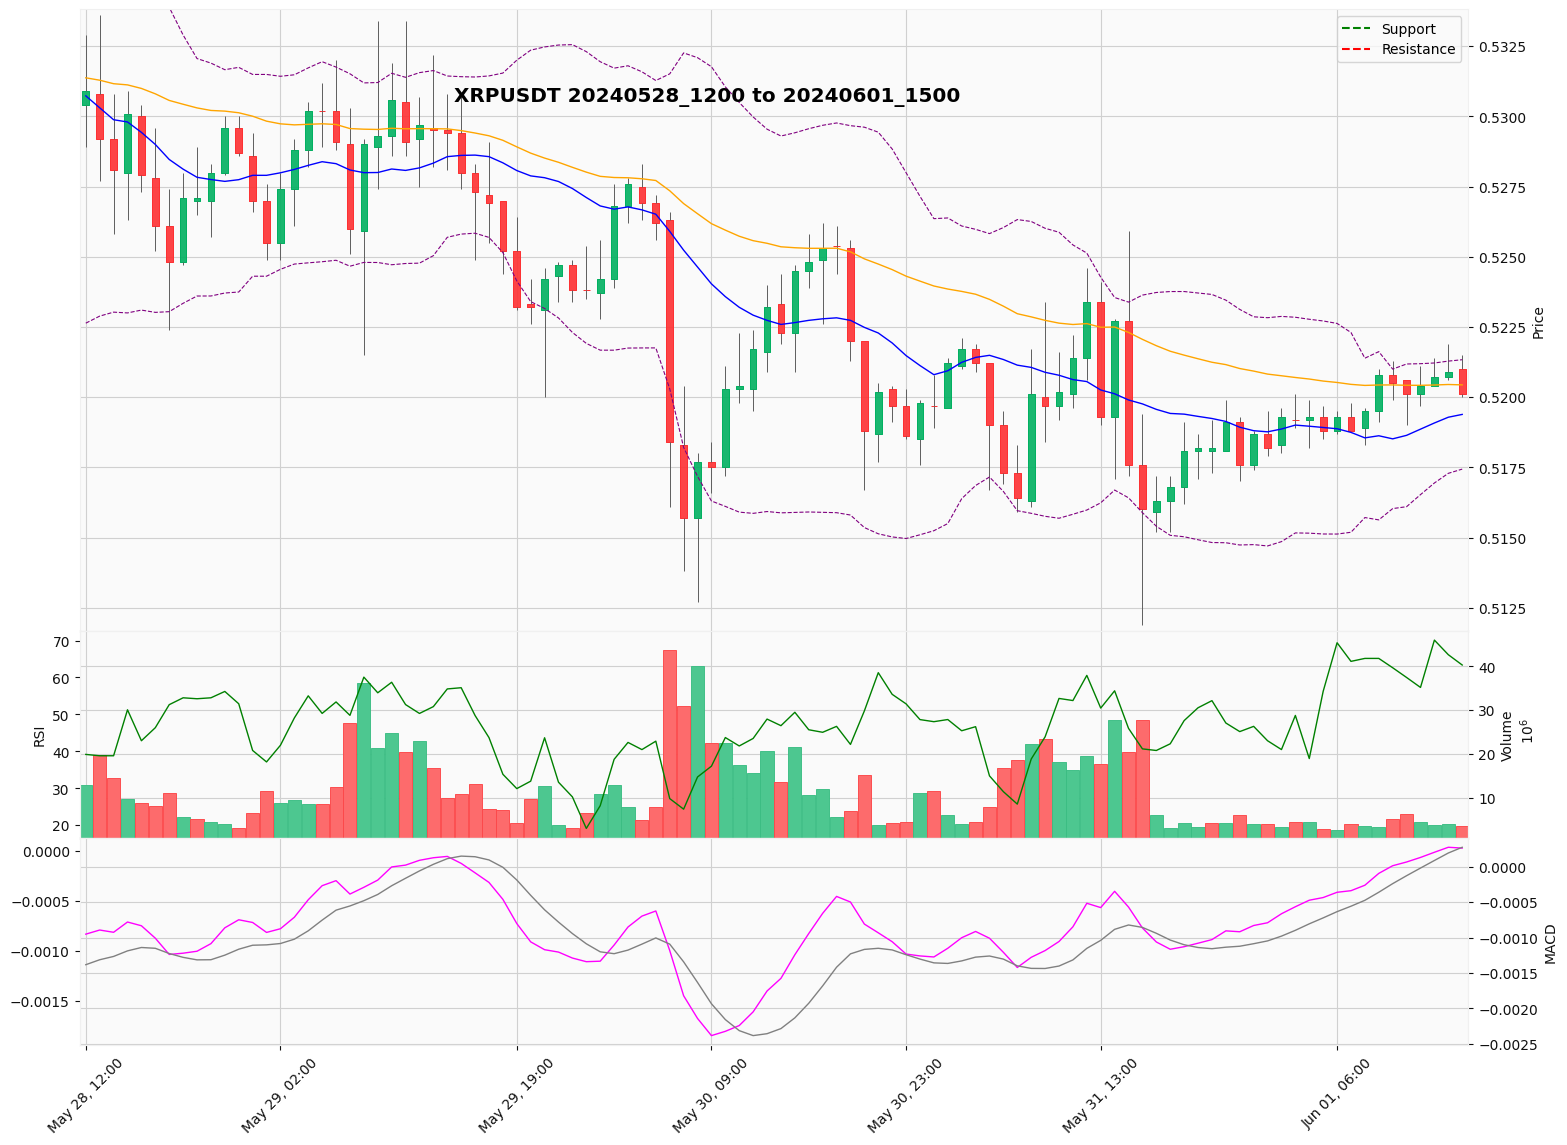 XRPUSDT 20240528_1200 to 20240601_1500
Support
Resistance
0.5325
0.5300
0.5275
0.5250
0.5225
0.5200
0.5175
0.5150
0.5125
Price
70
60
50
40
30
20
RSI
40
30
20
10
Volume
10^6
0.0000
−0.0005
−0.0010
−0.0015
0.0000
−0.0005
−0.0010
−0.0015
−0.0020
−0.0025
MACD
May 28, 12:00
May 29, 02:00
May 29, 19:00
May 30, 09:00
May 30, 23:00
May 31, 13:00
Jun 01, 06:00